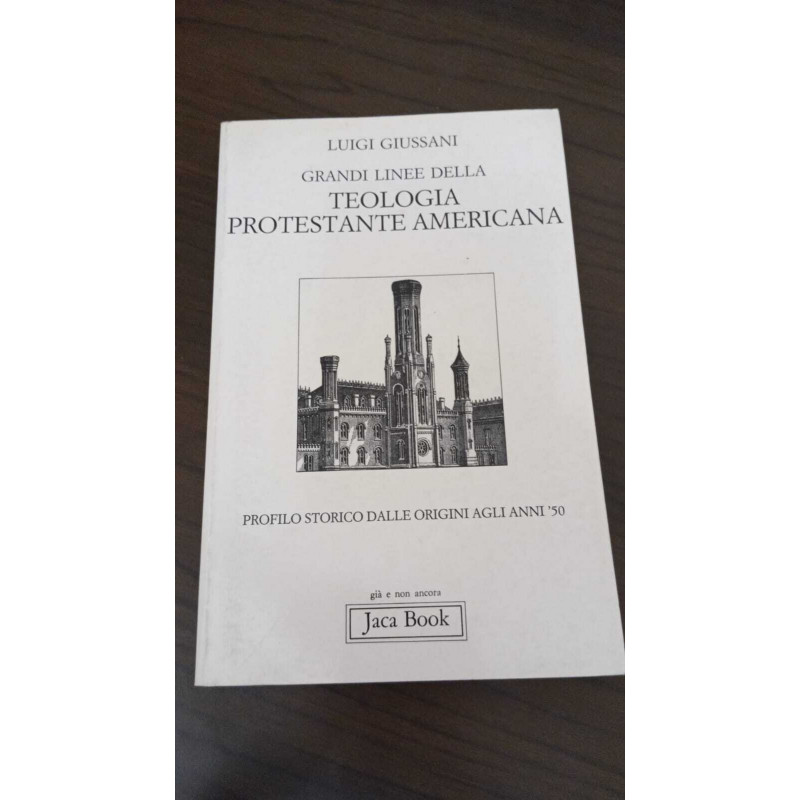 LUIGI GIUSSANI
GRANDI LINEE DELLA
TEOLOGIA
PROTESTANTE AMERICANA
PROFILO STORICO DALLE ORIGINI AGLI ANNI '50
già e non ancora
Jaca Book